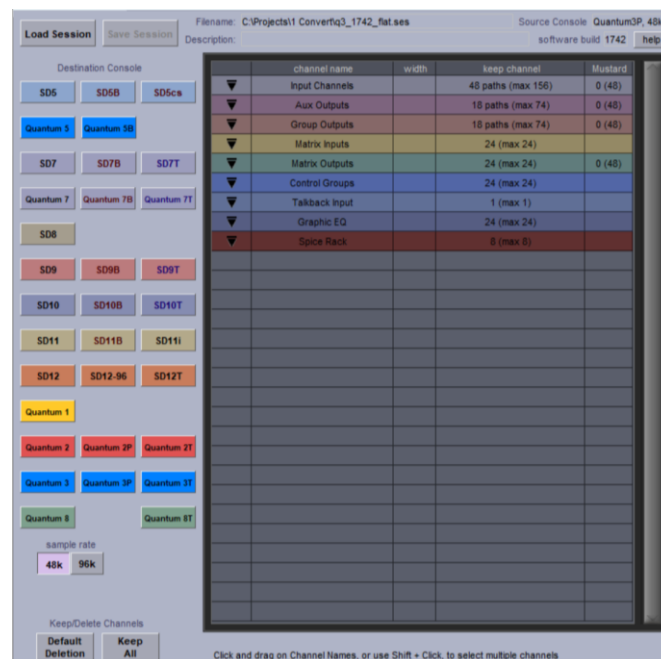 Load Session
Save Session
Filename: C:\Projects\1 Convert\q3_1742_flat.ses
Source Console Quantum3P, 48k
Description:
software build 1742
help
Destination Console
SD5 SD5B SD5cs
Quantum 5 Quantum 5B
SD7 SD7B SD7T
Quantum 7 Quantum 7B Quantum 7T
SD8
SD9 SD9B SD9T
SD10 SD10B SD10T
SD11 SD11B SD11i
SD12 SD12-96 SD12T
Quantum 1
Quantum 2 Quantum 2P Quantum 2T
Quantum 3 Quantum 3P Quantum 3T
Quantum 8 Quantum 8T
sample rate
48k 96k
Keep/Delete Channels
Default Deletion
Keep All
channel name width keep channel Mustard
Input Channels 48 paths (max 156) 0 (48)
Aux Outputs 18 paths (max 74) 0 (48)
Group Outputs 18 paths (max 74) 0 (48)
Matrix Inputs 24 (max 24)
Matrix Outputs 24 (max 24) 0 (48)
Control Groups 24 (max 24)
Talkback Input 1 (max 1)
Graphic EQ 24 (max 24)
Spice Rack 8 (max 8)
Click and drag on Channel Names, or use Shift + Click, to select multiple channels